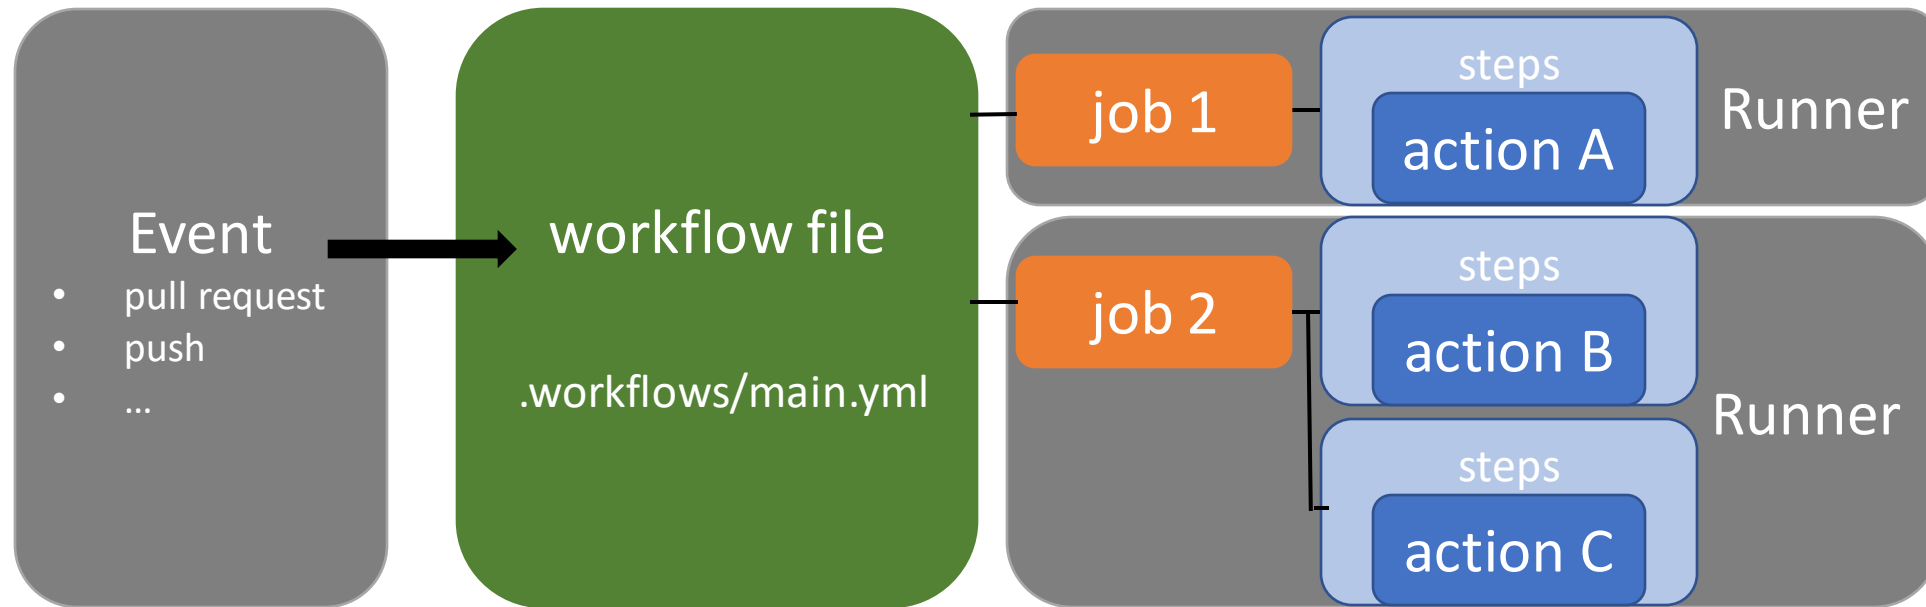 Event
• pull request
• push
• ...
workflow file
.workflows/main.yml
job 1
steps
action A
Runner
job 2
steps
action B
steps
action C
Runner